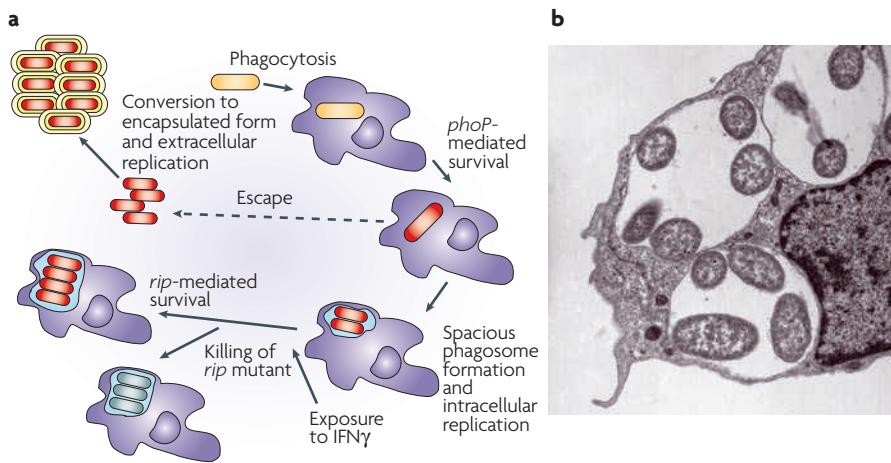 a
b
Phagocytosis
Conversion to
encapsulated form
and extracellular
replication
phoP-
mediated
survival
Escape
rip-mediated
survival
Killing of
rip mutant
Exposure
to IFNγ
Spacious
phagosome
formation
and
intracellular
replication